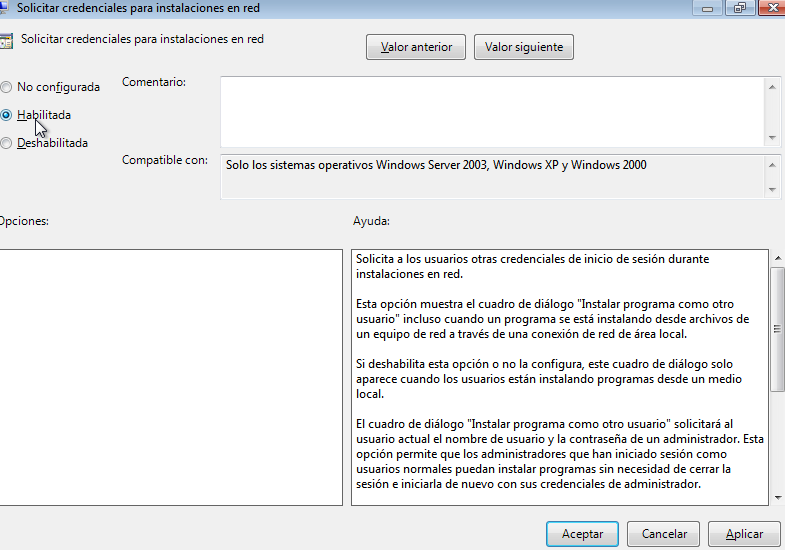 Solicitar credenciales para instalaciones en red
Solicitar credenciales para instalaciones en red
Valor anterior
Valor siguiente
No configurada
Comentario:
Habilitada
Deshabilitada
Compatible con:
Solo los sistemas operativos Windows Server 2003, Windows XP y Windows 2000
Opciones:
Ayuda:
Solicita a los usuarios otras credenciales de inicio de sesión durante
instalaciones en red.
Esta opción muestra el cuadro de diálogo "Instalar programa como otro
usuario" incluso cuando un programa se está instalando desde archivos de
un equipo de red a través de una conexión de red de área local.
Si deshabilita esta opción o no la configura, este cuadro de diálogo solo
aparece cuando los usuarios están instalando programas desde un medio
local.
El cuadro de diálogo "Instalar programa como otro usuario" solicitará al
usuario actual el nombre de usuario y la contraseña de un administrador. Esta
opción permite que los administradores que han iniciado sesión como
usuarios normales puedan instalar programas sin necesidad de cerrar la
sesión e iniciarla de nuevo con sus credenciales de administrador.
Aceptar
Cancelar
Aplicar